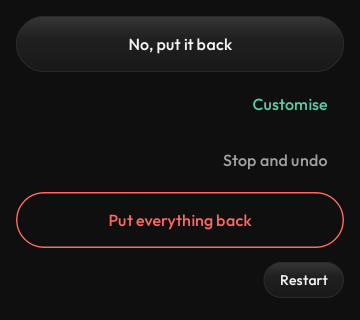 No, put it back
Customise
Stop and undo
Put everything back
Restart